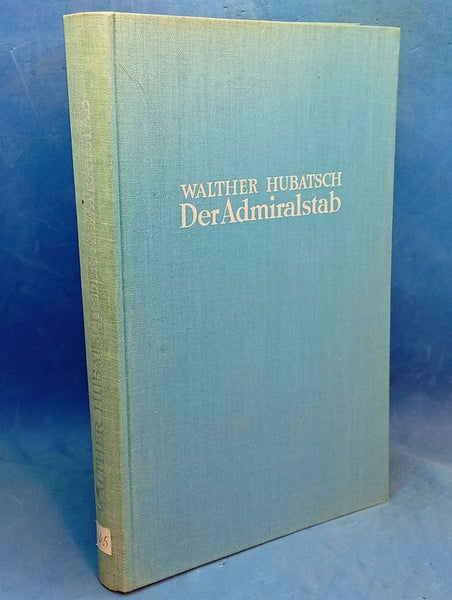 WALTHER HUBATSCH
Der Admiralstab
WALTHER HUBATSCH DER ADMIRALSTAB